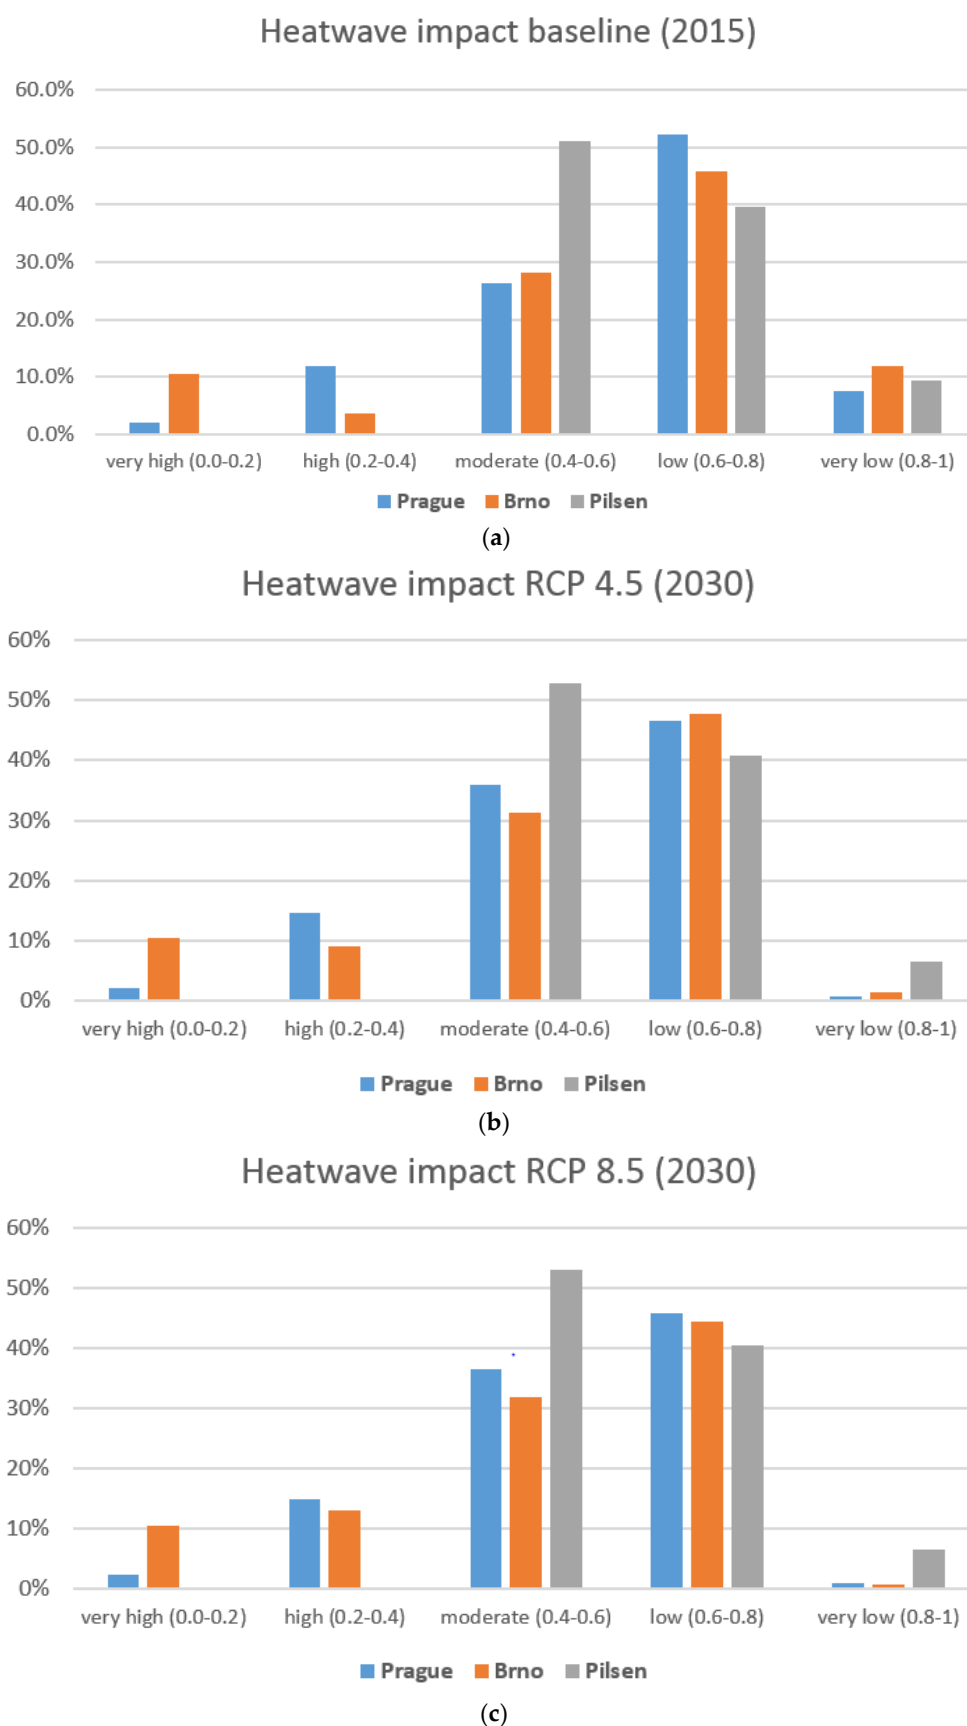 Heatwave impact baseline (2015)
60.0%
50.0%
40.0%
30.0%
20.0%
10.0%
0.0%
very high (0.0-0.2) high (0.2-0.4) moderate (0.4-0.6) low (0.6-0.8) very low (0.8-1)
Prague Brno Pilsen
(a)
Heatwave impact RCP 4.5 (2030)
60%
50%
40%
30%
20%
10%
0%
very high (0.0-0.2) high (0.2-0.4) moderate (0.4-0.6) low (0.6-0.8) very low (0.8-1)
Prague Brno Pilsen
(b)
Heatwave impact RCP 8.5 (2030)
60%
50%
40%
30%
20%
10%
0%
very high (0.0-0.2) high (0.2-0.4) moderate (0.4-0.6) low (0.6-0.8) very low (0.8-1)
Prague Brno Pilsen
(c)